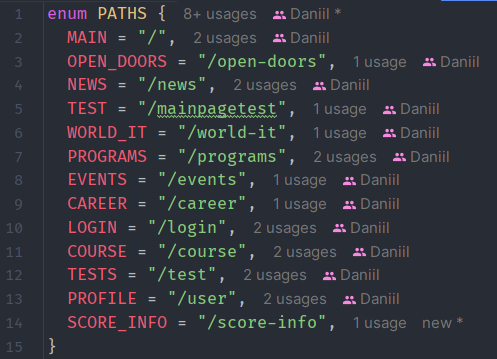 1 enum PATHS { 8+ usages Daniil *
2 MAIN = "/", 2 usages Daniil
3 OPEN_DOORS = "/open-doors", 1 usage Daniil
4 NEWS = "/news", 2 usages Daniil
5 TEST = "/mainpagetest", 1 usage Daniil
6 WORLD_IT = "/world-it", 1 usage Daniil
7 PROGRAMS = "/programs", 2 usages Daniil
8 EVENTS = "/events", 1 usage Daniil
9 CAREER = "/career", 1 usage Daniil
10 LOGIN = "/login", 2 usages Daniil
11 COURSE = "/course", 2 usages Daniil
12 TESTS = "/test", 2 usages Daniil
13 PROFILE = "/user", 2 usages Daniil
14 SCORE_INFO = "/score-info", 1 usage new *
15 }